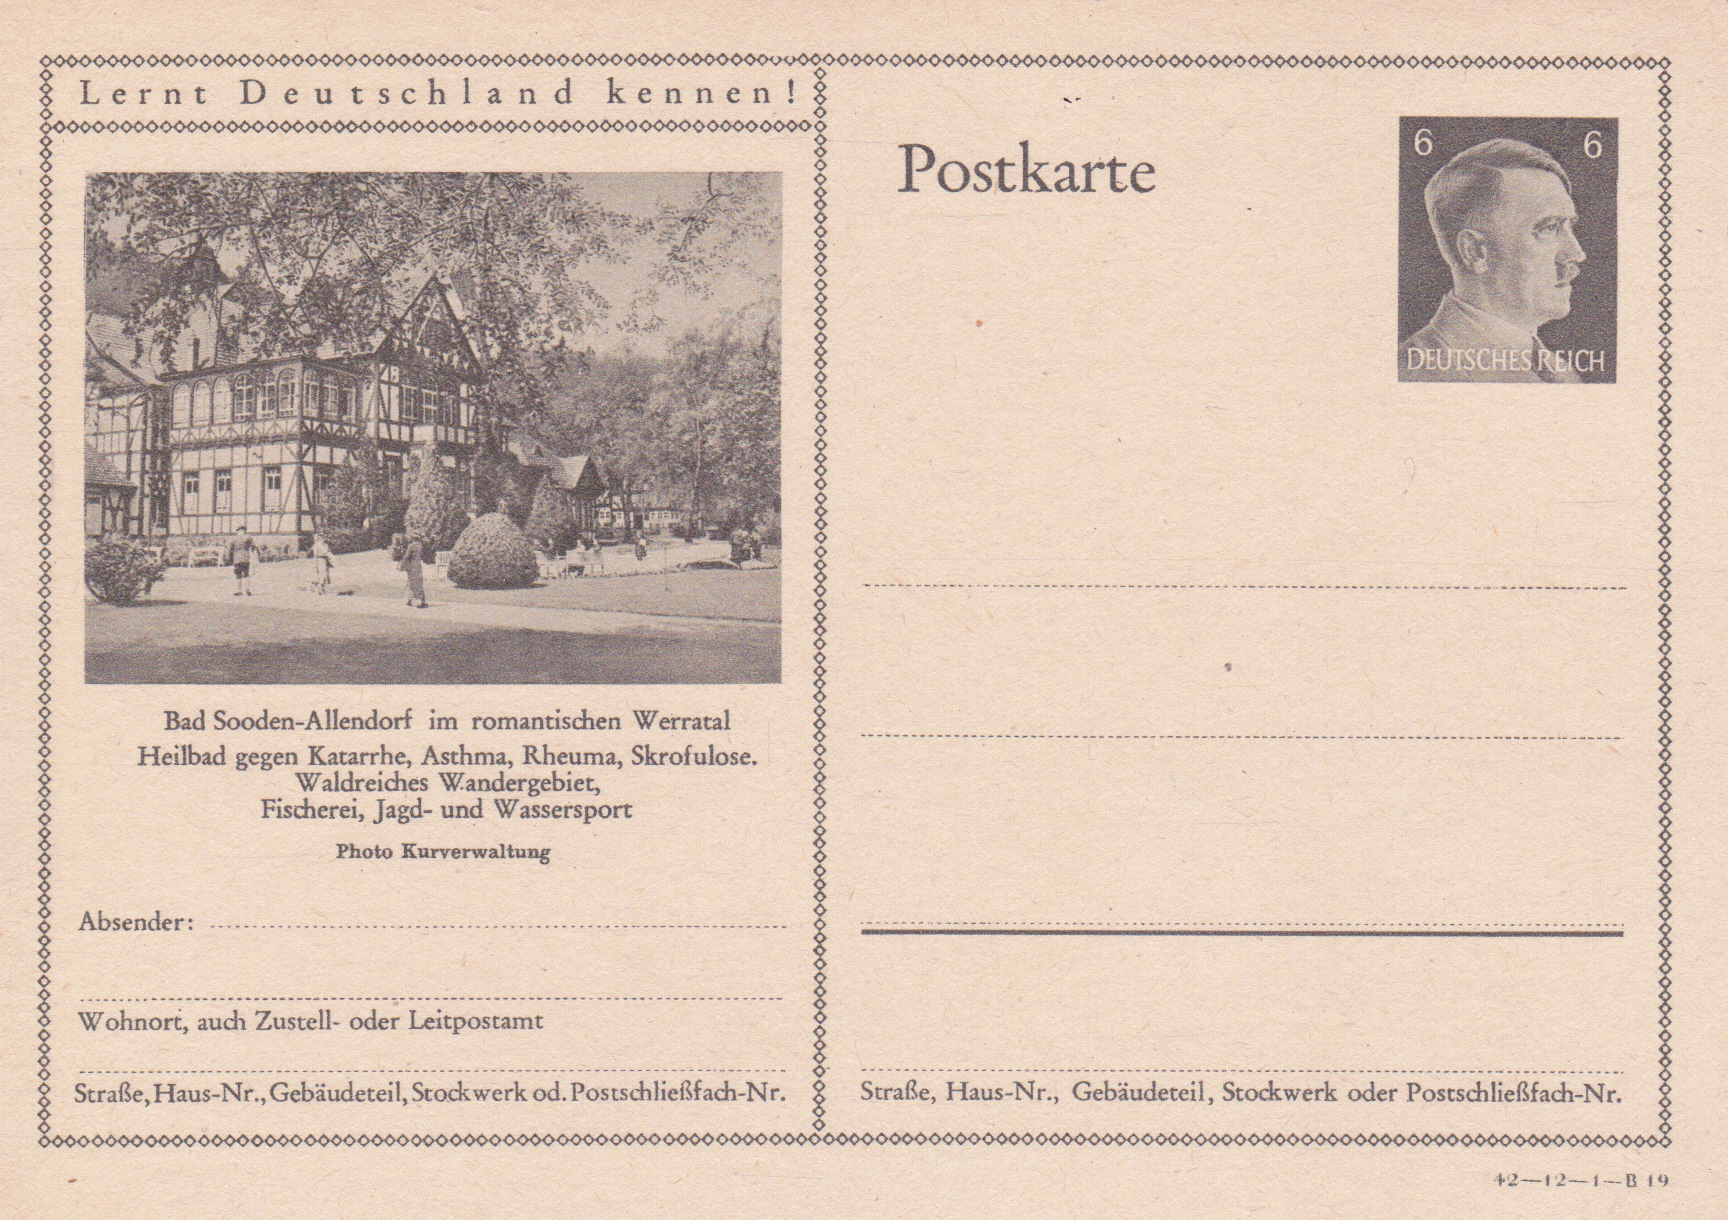 Lernt Deutschland kennen!
Bad Sooden-Allendorf im romantischen Werratal
Heilbad gegen Katarrhe, Asthma, Rheuma, Skrofulose.
Waldreiches Wandergebiet,
Fischerei, Jagd- und Wassersport
Photo Kurverwaltung
Absender:
Wohnort, auch Zustell- oder Leitpostamt
Straße, Haus-Nr., Gebäudeteil, Stockwerk od. Postschließfach-Nr.
Postkarte
6 6
DEUTSCHES REICH
Straße, Haus-Nr., Gebäudeteil, Stockwerk oder Postschließfach-Nr.
42—12—1—B 19